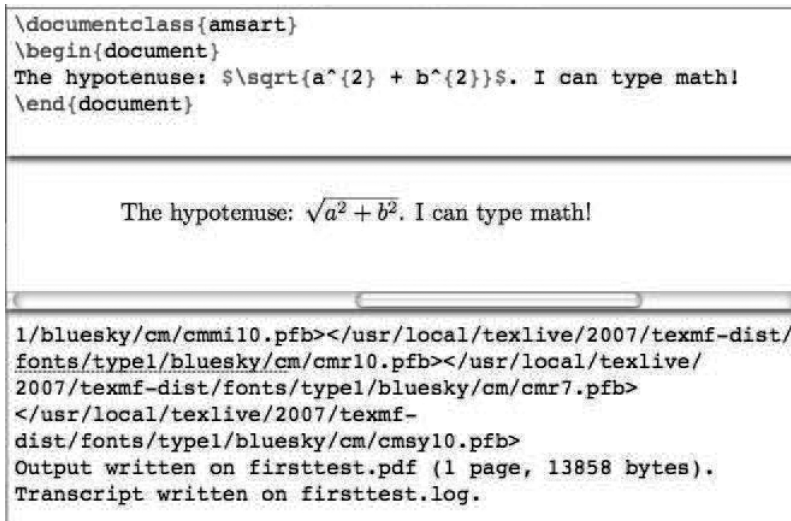 \documentclass{amsart}
\begin{document}
The hypotenuse: $\sqrt{a^{2} + b^{2}}$. I can type math!
\end{document}
The hypotenuse: √a² + b². I can type math!
1/bluesky/cm/cmmi10.pfb></usr/local/texlive/2007/texmf-dist/
fonts/type1/bluesky/cm/cmr10.pfb></usr/local/texlive/
2007/texmf-dist/fonts/type1/bluesky/cm/cmr7.pfb>
</usr/local/texlive/2007/texmf-
dist/fonts/type1/bluesky/cm/cmsy10.pfb>
Output written on firsttest.pdf (1 page, 13858 bytes).
Transcript written on firsttest.log.